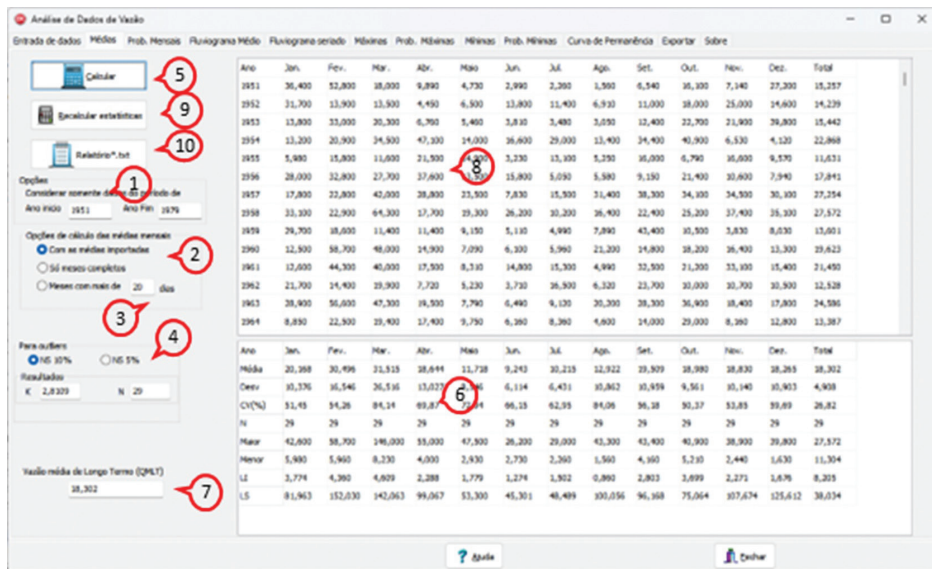 Análise de Dados de Vazão
Entrada de dados Médias Prob. Mensais Fluviograma Médio Fluviograma seriado Máximas Prob. Máximas Mínimas Prob. Mínimas Curva de Permanência Exportar Sobre
Calcular
5
Recalcular estatísticas
9
Relatório*.txt
10
Opções
Considerar somente do período de
1
Ano início 1951 Ano Fim 1979
Opções de cálculo das médias mensais
Com as médias importadas
2
Só meses completos
Meses com mais de 20 dias
3
4
Para outliers
NS 10% NS 5%
Resultados
K 2,8109 N 29
Vazão média de Longo Termo (QMLT)
18,302
7
Ano Jan. Fev. Mar. Abr. Maio Jun. Jul. Ago. Set. Out. Nov. Dez. Total
1951 36,400 52,800 18,000 9,890 4,730 2,990 2,260 1,560 6,540 16,100 7,140 27,200 15,257
1952 31,700 13,900 13,500 4,450 6,500 13,800 11,400 6,910 11,000 18,000 25,000 14,600 14,239
1953 13,800 33,000 20,300 6,760 5,460 3,810 3,480 3,050 12,400 22,700 21,900 39,800 15,442
1954 13,200 20,900 34,500 47,100 14,000 16,600 29,000 13,400 34,400 40,900 6,530 4,120 22,868
1955 5,980 15,800 11,600 21,500 3,230 13,100 5,250 16,000 6,790 16,600 9,570 11,631
8
1956 28,000 32,800 27,700 37,600 15,800 5,050 5,580 9,150 21,400 10,600 7,940 17,841
1957 17,800 22,800 42,000 28,800 23,500 7,830 15,500 31,400 38,300 34,100 34,500 30,100 27,254
1958 33,100 22,900 64,300 17,700 19,300 26,200 10,200 16,400 22,400 25,200 37,400 35,100 27,572
1959 29,700 18,600 11,400 11,400 9,150 5,110 4,990 7,890 43,400 10,500 3,830 8,030 13,601
1960 12,500 58,700 48,000 14,900 7,090 6,100 5,960 21,200 14,800 18,200 16,400 13,300 19,623
1961 12,600 44,300 40,000 17,500 8,310 14,800 15,300 4,990 32,500 21,200 33,100 15,400 21,450
1962 21,700 14,400 19,900 7,720 5,230 3,710 16,500 6,320 23,700 10,000 10,700 10,500 12,528
1963 28,900 56,600 47,300 19,500 7,790 6,490 9,120 20,200 28,300 36,900 18,400 17,800 24,586
1964 8,850 22,500 19,400 17,400 9,750 6,160 8,360 4,600 14,000 29,000 8,160 12,800 13,387
Ano Jan. Fev. Mar. Abr. Maio Jun. Jul. Ago. Set. Out. Nov. Dez. Total
Média 20,168 30,496 31,515 18,644 11,718 9,243 10,215 12,922 19,509 18,980 18,830 18,265 18,302
Desv 10,376 16,546 26,516 13,027 6,114 6,431 10,862 10,959 9,561 10,140 10,903 4,908
CV(%) 51,45 54,26 84,14 69,87 66,15 62,95 84,06 56,18 50,37 53,85 59,69 26,82
6
N 29 29 29 29 29 29 29 29 29 29 29 29 29
Maior 42,600 58,700 146,000 55,000 47,500 26,200 29,000 43,300 43,400 40,900 38,900 39,800 27,572
Menor 5,980 5,960 8,230 4,000 2,930 2,730 2,260 1,560 4,160 5,210 2,440 1,630 11,304
LI 3,774 4,360 4,609 2,288 1,779 1,274 1,502 0,860 2,803 3,699 2,271 1,676 8,205
LS 81,963 152,030 142,063 99,067 53,300 45,301 48,489 100,056 96,168 75,064 107,674 125,612 38,034
Ajuda
Fechar